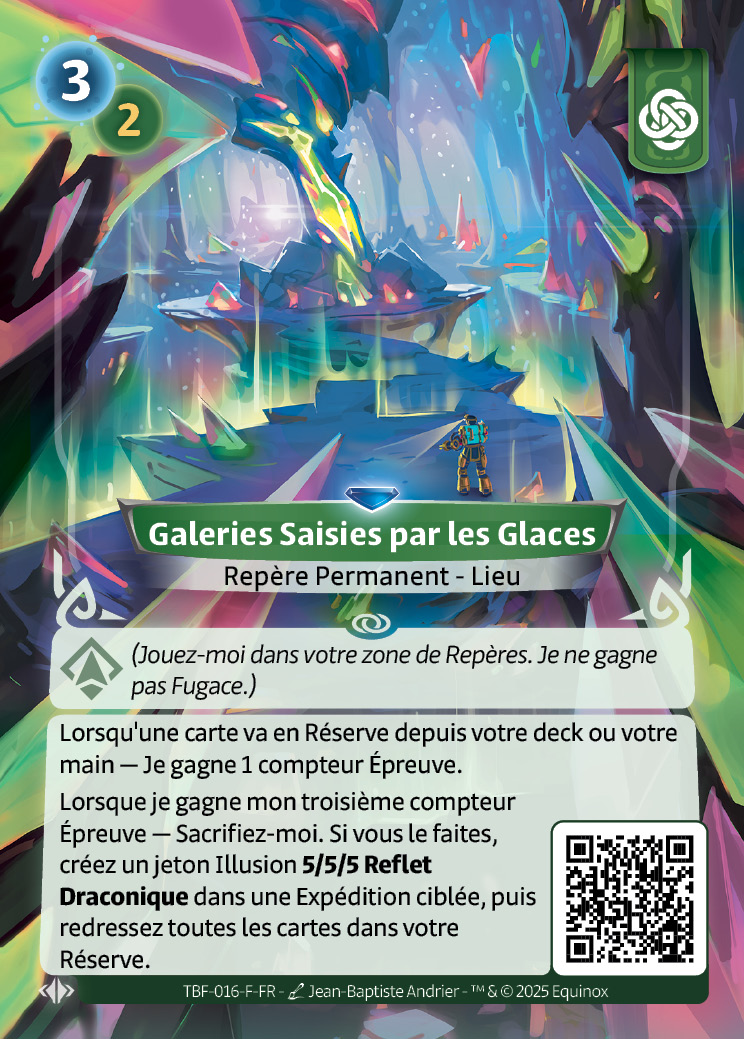 3
2
Galeries Saisies par les Glaces
Repère Permanent - Lieu
(Jouez-moi dans votre zone de Repères. Je ne gagne
pas Fugace.)
Lorsqu'une carte va en Réserve depuis votre deck ou votre
main — Je gagne 1 compteur Épreuve.
Lorsque je gagne mon troisième compteur
Épreuve — Sacrifiez-moi. Si vous le faites,
créez un jeton Illusion 5/5/5 Reflet
Draconique dans une Expédition ciblée, puis
redressez toutes les cartes dans votre
Réserve.
TBF-016-F-FR - Jean-Baptiste Andrier - ™ & © 2025 Equinox